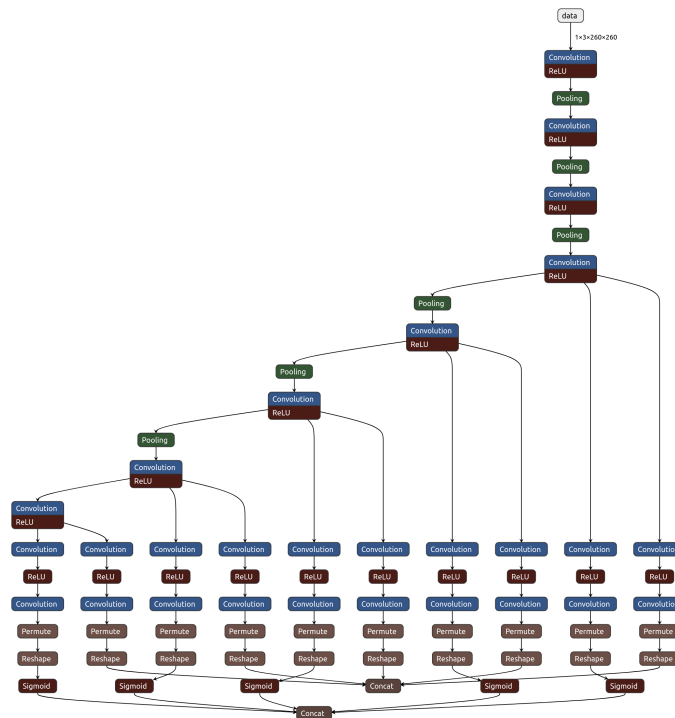 data
1×3×260×260
Convolution
ReLU
Pooling
Convolution
ReLU
Pooling
Convolution
ReLU
Pooling
Convolution
ReLU
Pooling
Convolution
ReLU
Pooling
Convolution
ReLU
Pooling
Convolution
ReLU
Convolution
ReLU
Convolution Convolution Convolution Convolution Convolution Convolution Convolution Convolution Convolution Convolutio
ReLU ReLU ReLU ReLU ReLU ReLU ReLU ReLU ReLU ReLU
Convolution Convolution Convolution Convolution Convolution Convolution Convolution Convolution Convolution Convolutio
Permute Permute Permute Permute Permute Permute Permute Permute Permute Permute
Reshape Reshape Reshape Reshape Reshape Reshape Reshape Reshape Reshape Reshape
Sigmoid Sigmoid Sigmoid Concat Sigmoid Sigmoid
Concat